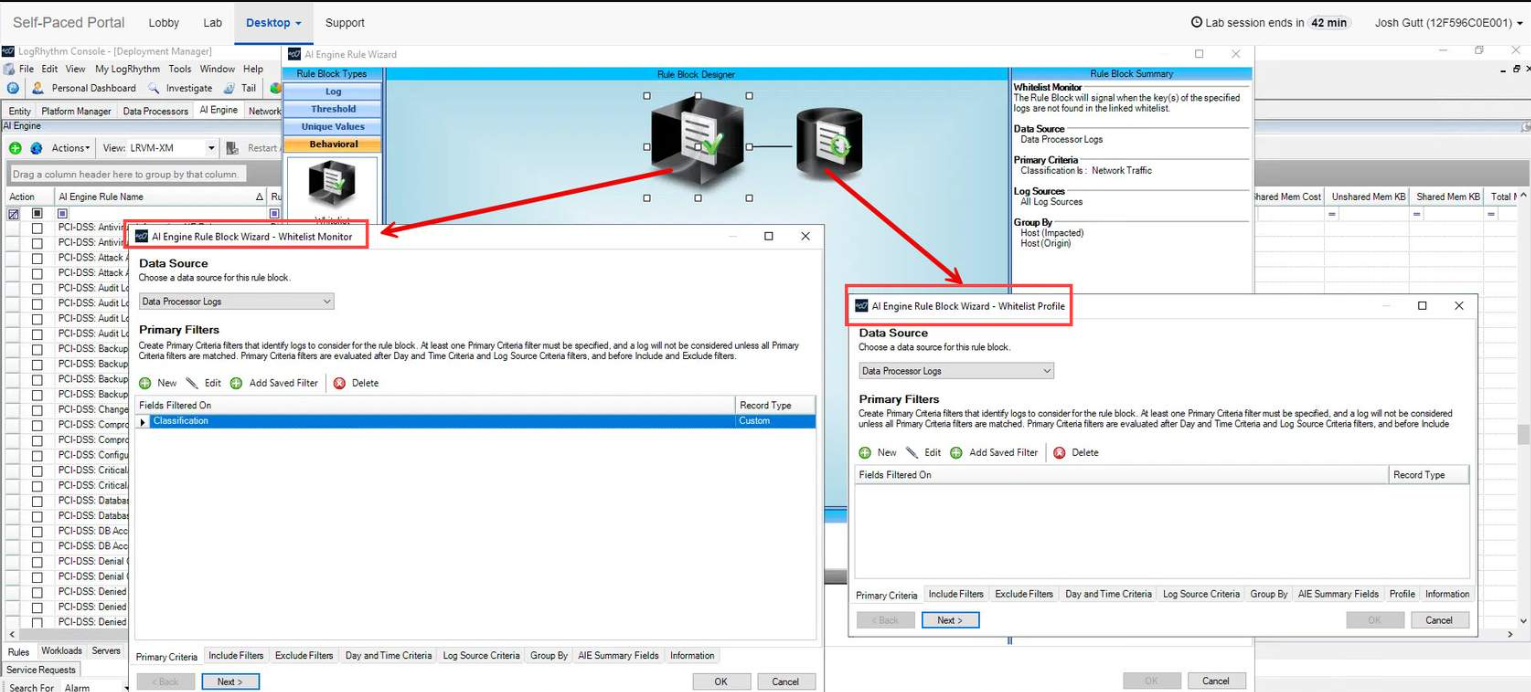 Self-Paced Portal Lobby Lab Desktop Support Lab session ends in 42 min Josh Gutt (12F596C0E001)
LogRhythm Console - [Deployment Manager]
File Edit View My LogRhythm Tools Window Help
Personal Dashboard Investigate Tail
Entity Platform Manager Data Processors AI Engine Network
AI Engine
Actions View: LRVM-XM Restart
Drag a column header here to group by that column.
Action AI Engine Rule Name
PCI-DSS: Attack
PCI-DSS: Attack
PCI-DSS: Audit Lo
PCI-DSS: Audit Lo
PCI-DSS: Audit Lo
PCI-DSS: Audit Lo
PCI-DSS: Backup
PCI-DSS: Backup
PCI-DSS: Backup
PCI-DSS: Backup
PCI-DSS: Change
PCI-DSS: Compro
PCI-DSS: Compro
PCI-DSS: Configu
PCI-DSS: Critical
PCI-DSS: Critical
PCI-DSS: Databa
PCI-DSS: Databa
PCI-DSS: DB Acc
PCI-DSS: DB Acc
PCI-DSS: Denial
PCI-DSS: Denial
PCI-DSS: Denied
PCI-DSS: Denied
PCI-DSS: Denied
Rules Workloads Servers
Service Requests
Search For Alarm
AI Engine Rule Wizard
Rule Block Types
Log
Threshold
Unique Values
Behavioral
Rule Block Designer
Rule Block Summary
Whitelist Monitor
The Rule Block will signal when the key(s) of the specified
logs are not found in the linked whitelist.
Data Source
Data Processor Logs
Primary Criteria
Classification Is : Network Traffic
Log Sources
All Log Sources
Group By
Host (Impacted)
Host (Origin)
OK Cancel
Shared Mem Cost Unshared Mem KB Shared Mem KB Total
= = =
AI Engine Rule Block Wizard - Whitelist Monitor
Data Source
Choose a data source for this rule block.
Data Processor Logs
Primary Filters
Create Primary Criteria filters that identify logs to consider for the rule block. At least one Primary Criteria filter must be specified, and a log will not be considered unless all Primary
Criteria filters are matched. Primary Criteria filters are evaluated after Day and Time Criteria and Log Source Criteria filters, and before Include and Exclude filters.
New Edit Add Saved Filter Delete
Fields Filtered On Record Type
Classification Custom
Primary Criteria Include Filters Exclude Filters Day and Time Criteria Log Source Criteria Group By AIE Summary Fields Information
< Back Next > OK Cancel
AI Engine Rule Block Wizard - Whitelist Profile
Data Source
Choose a data source for this rule block.
Data Processor Logs
Primary Filters
Create Primary Criteria filters that identify logs to consider for the rule block. At least one Primary Criteria filter must be specified, and a log will not be considered
unless all Primary Criteria filters are matched. Primary Criteria filters are evaluated after Day and Time Criteria and Log Source Criteria filters, and before Include
New Edit Add Saved Filter Delete
Fields Filtered On Record Type
Primary Criteria Include Filters Exclude Filters Day and Time Criteria Log Source Criteria Group By AIE Summary Fields Profile Information
< Back Next > OK Cancel